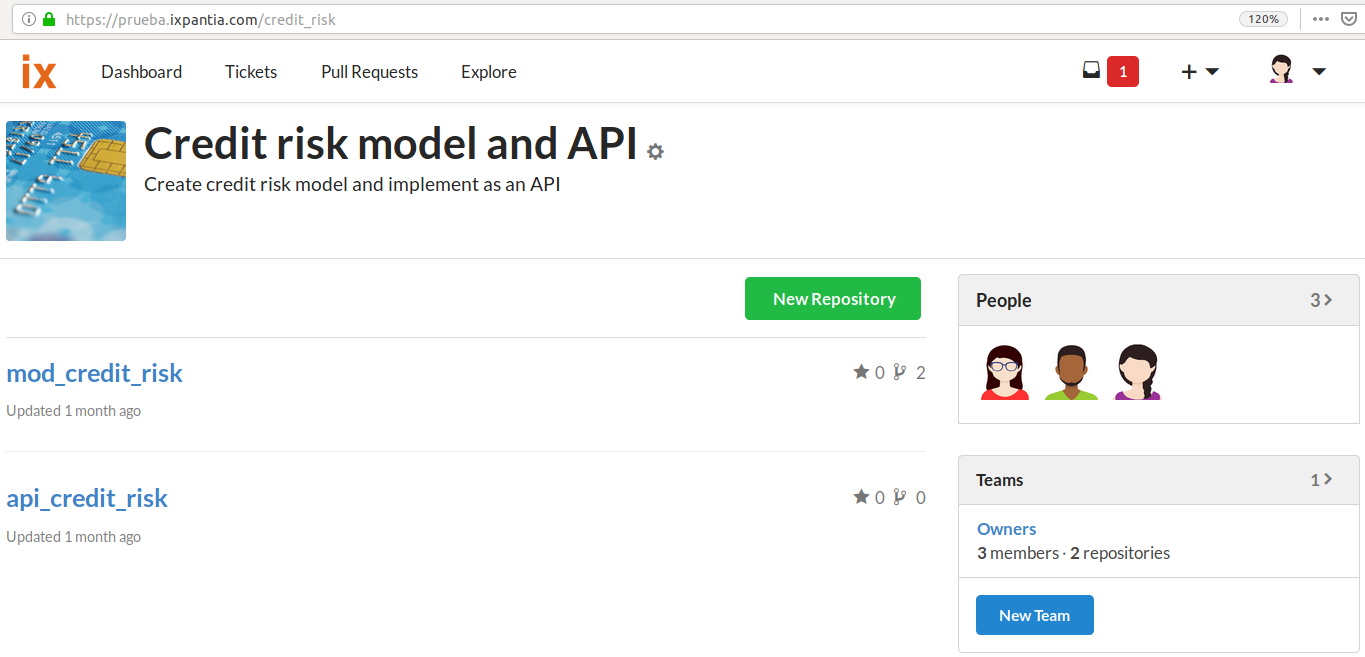 https://prueba.ixpantia.com/credit_risk
120%
ix
Dashboard
Tickets
Pull Requests
Explore
1
Credit risk model and API
Create credit risk model and implement as an API
New Repository
mod_credit_risk
0
2
Updated 1 month ago
api_credit_risk
0
0
Updated 1 month ago
People
3
Teams
1
Owners
3 members · 2 repositories
New Team